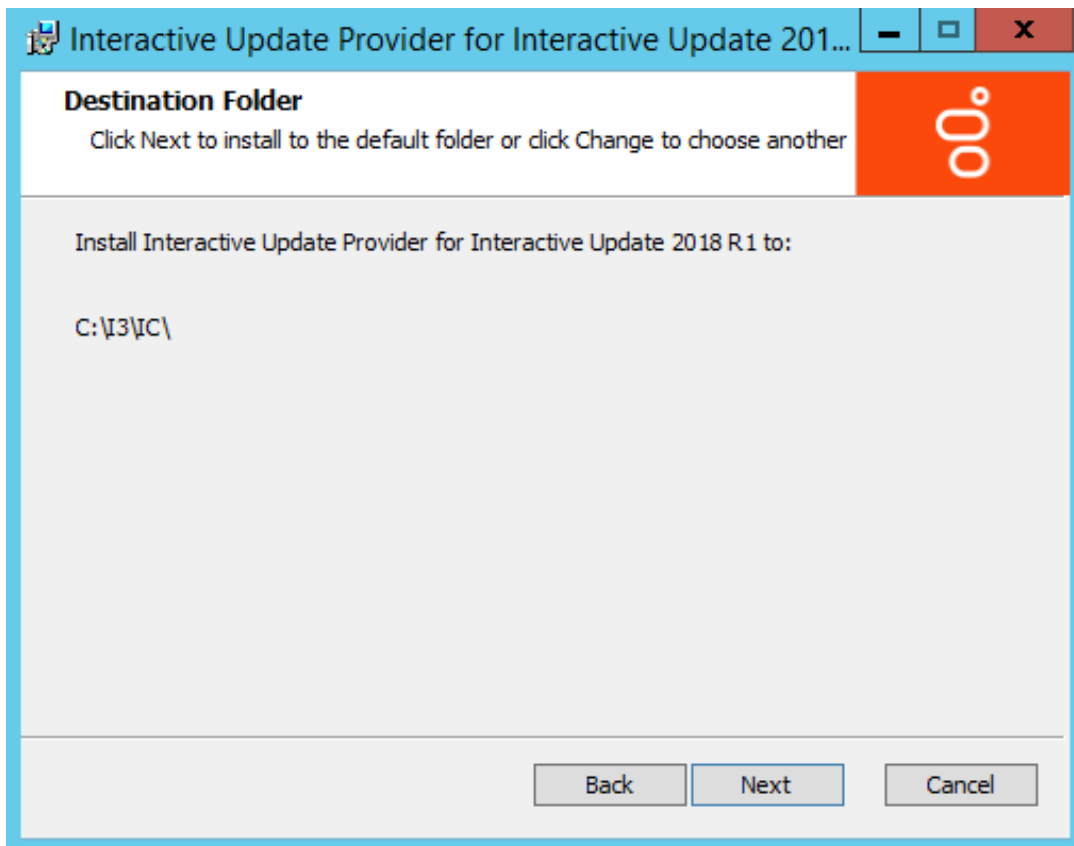 Interactive Update Provider for Interactive Update 201...
Destination Folder
Click Next to install to the default folder or click Change to choose another
Install Interactive Update Provider for Interactive Update 2018 R1 to:
C:\I3\IC\
Back Next Cancel